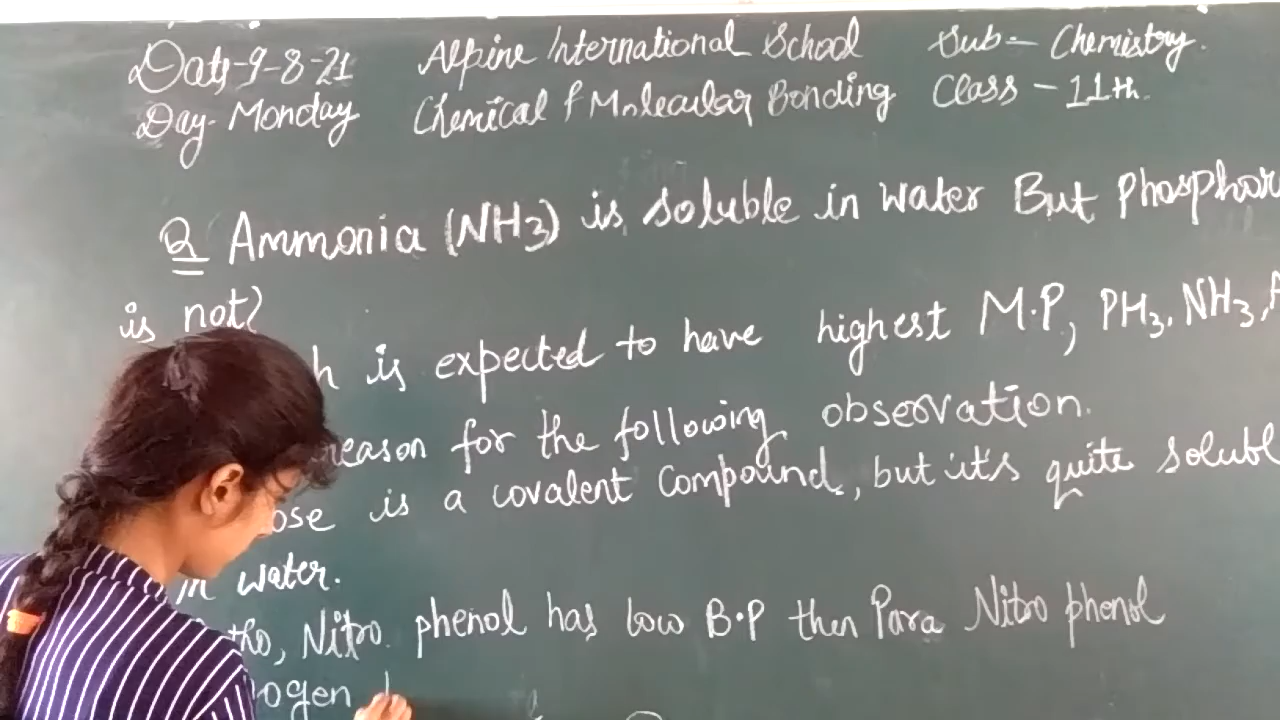 Date-9-8-21 Alpine International School Sub- Chemistry.
Day- Monday Chemical & Molecular Bonding Class - 11th.
Q Ammonia (NH3) is soluble in water But Phosphor
is not?
h is expected to have highest M.P, PH3, NH3, A
reason for the following observation.
ose is a covalent Compound, but it's quite solubl
in water.
tho, Nitro phenol has low B.P then Para Nitro phenol
ogen